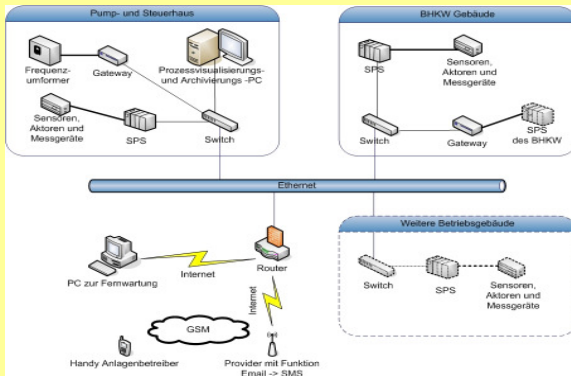 Pump- und Steuerhaus
Frequenz-
umformer
Gateway
Prozessvisualisierungs-
und Archivierungs -PC
Sensoren,
Aktoren und
Messgeräte
SPS
Switch
BHKW Gebäude
SPS
Sensoren,
Aktoren und
Messgeräte
Switch
Gateway
SPS
des BHKW
Ethernet
Weitere Betriebsgebäude
Switch
SPS
Sensoren,
Aktoren und
Messgeräte
PC zur Fernwartung
Internet
Router
Internet
GSM
Handy Anlagenbetreiber
Provider mit Funktion
Email -> SMS